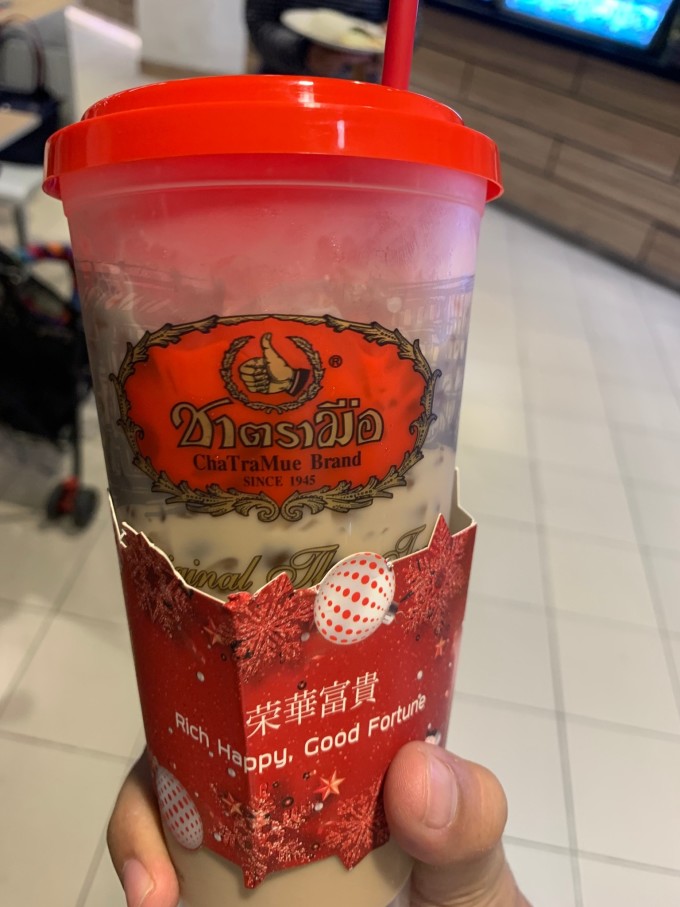 ®
ชาตรามือ
ChaTraMue Brand
SINCE 1945
荣華富貴
Rich, Happy, Good Fortune